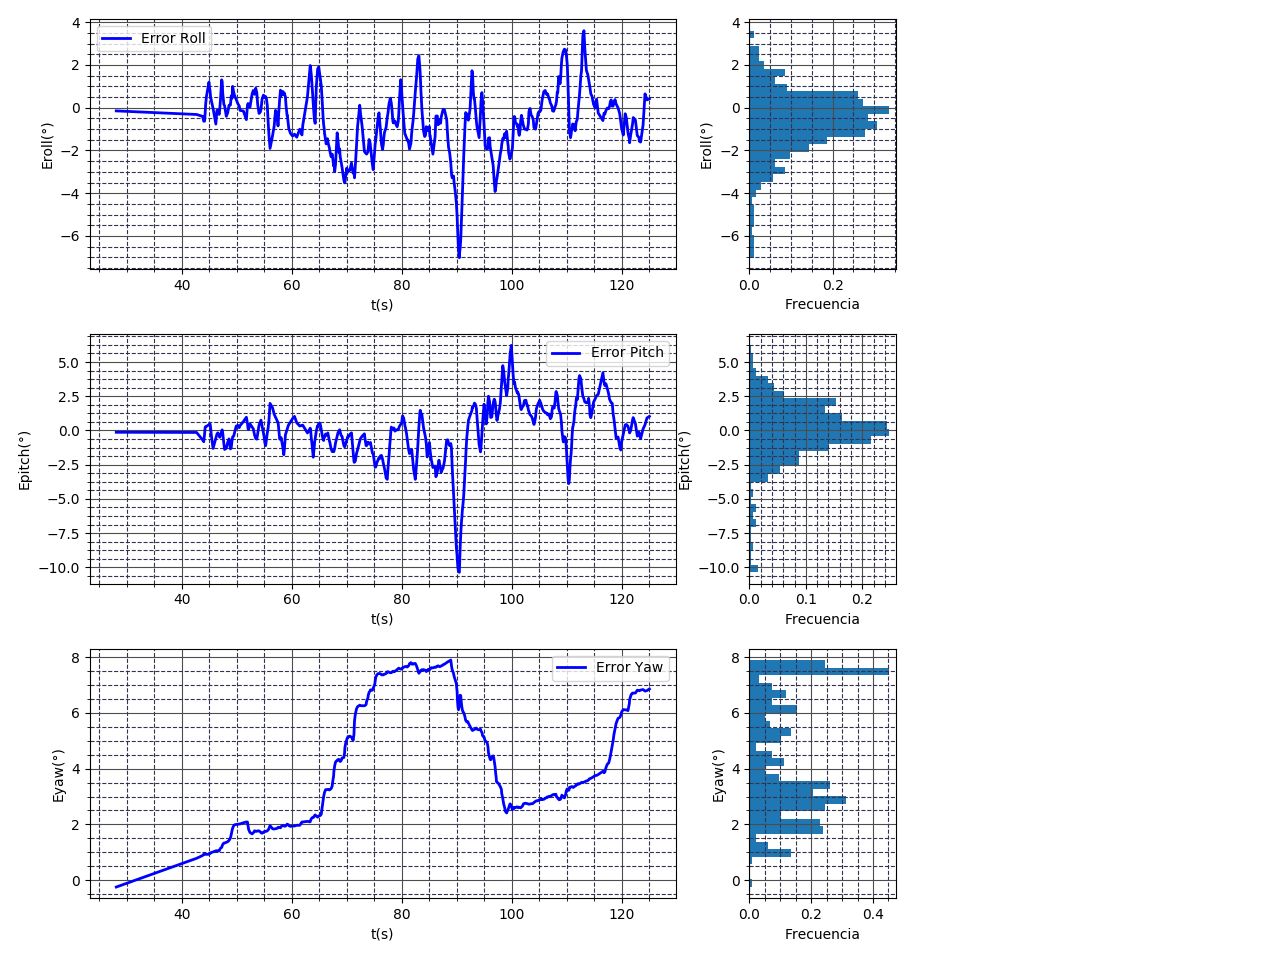 Error Roll
Eroll(°)
4
2
0
−2
−4
−6
40 60 80 100 120
t(s)
Eroll(°)
4
2
0
−2
−4
−6
0.0 0.2
Frecuencia
Error Pitch
Epitch(°)
5.0
2.5
0.0
−2.5
−5.0
−7.5
−10.0
40 60 80 100 120
t(s)
Epitch(°)
5.0
2.5
0.0
−2.5
−5.0
−7.5
−10.0
0.0 0.1 0.2
Frecuencia
Error Yaw
Eyaw(°)
8
6
4
2
0
40 60 80 100 120
t(s)
Eyaw(°)
8
6
4
2
0
0.0 0.2 0.4
Frecuencia